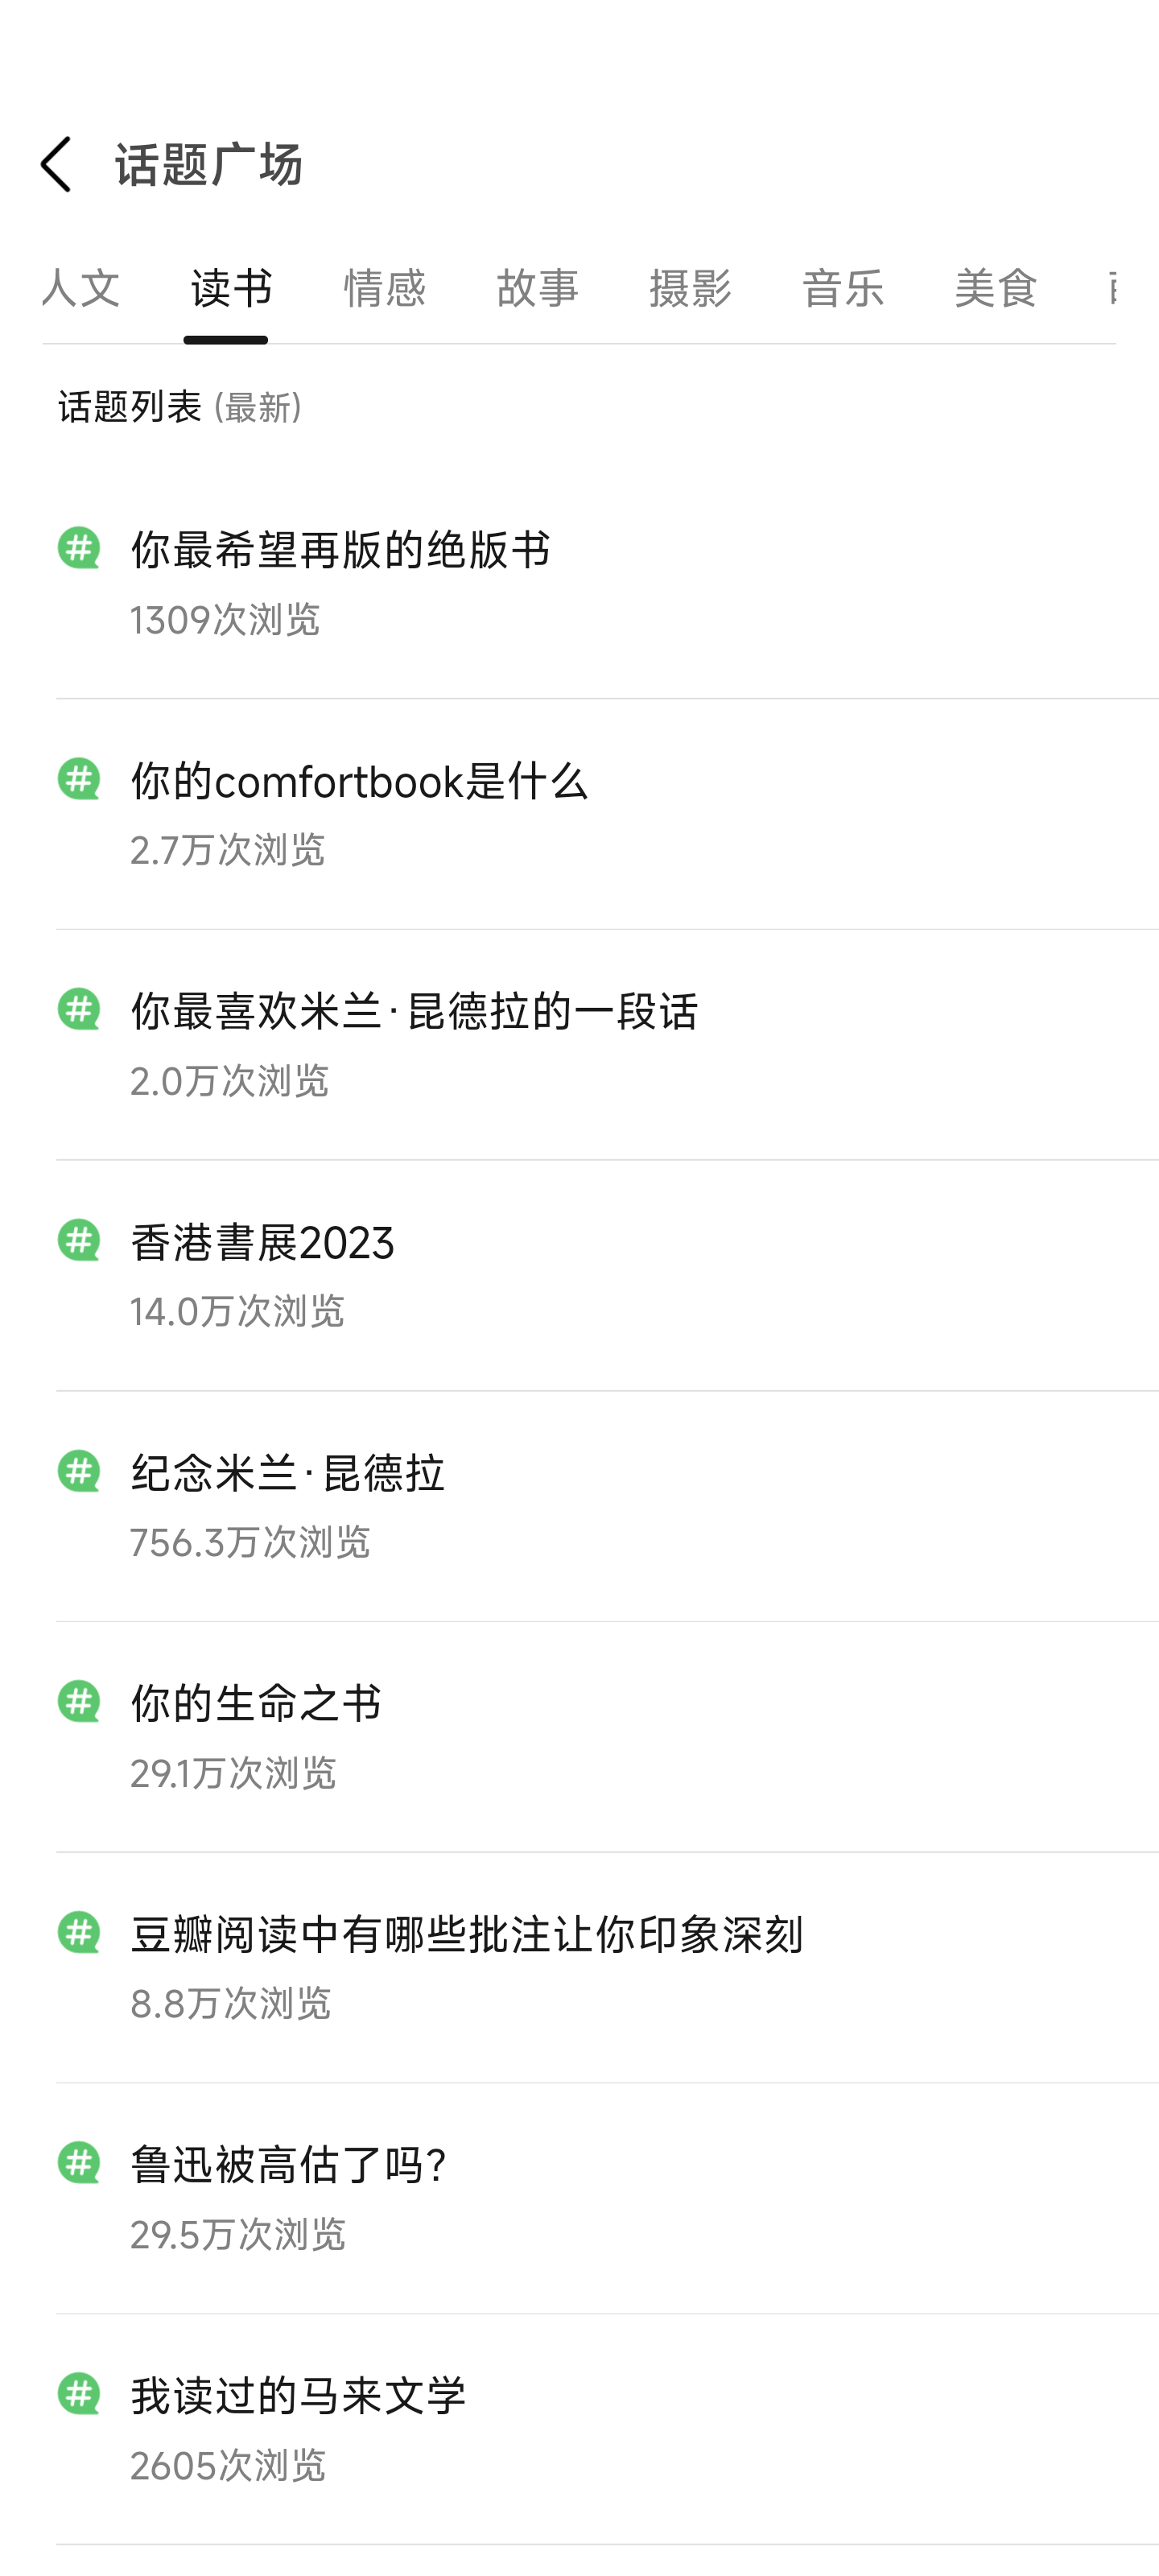 话题广场
人文 读书 情感 故事 摄影 音乐 美食
话题列表 (最新)
你最希望再版的绝版书
1309次浏览
你的comfortbook是什么
2.7万次浏览
你最喜欢米兰·昆德拉的一段话
2.0万次浏览
香港書展2023
14.0万次浏览
纪念米兰·昆德拉
756.3万次浏览
你的生命之书
29.1万次浏览
豆瓣阅读中有哪些批注让你印象深刻
8.8万次浏览
鲁迅被高估了吗?
29.5万次浏览
我读过的马来文学
2605次浏览